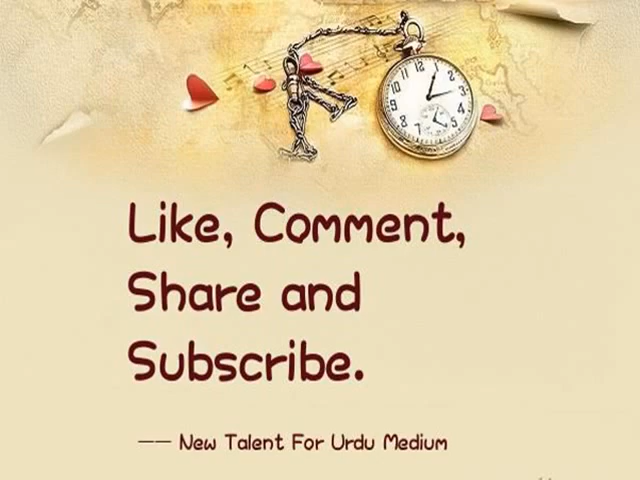 Like, Comment,
Share and
Subscribe.
—— New Talent For Urdu Medium